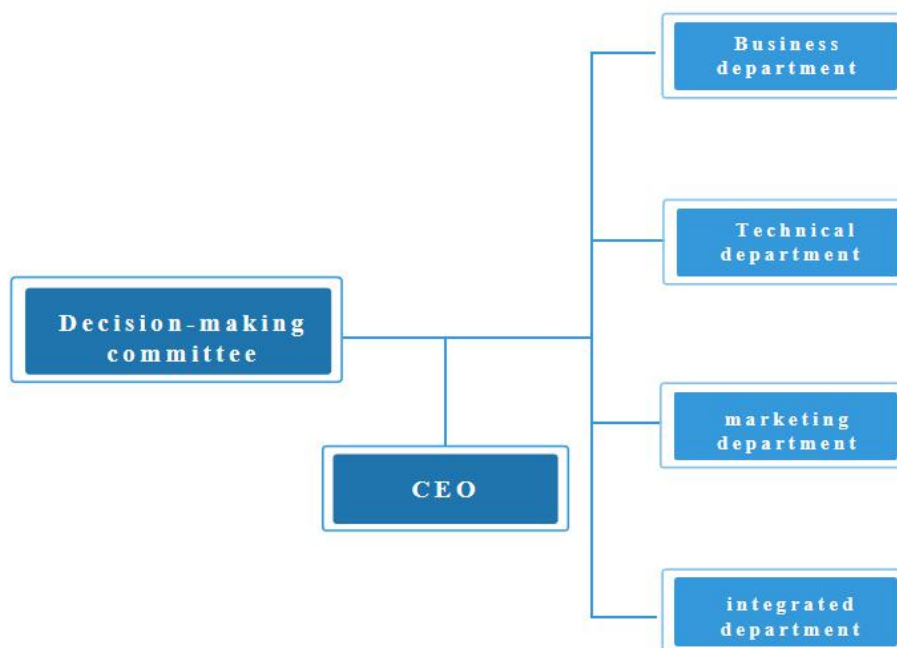 Business
department
Technical
department
Decision-making
committee
marketing
department
CEO
integrated
department